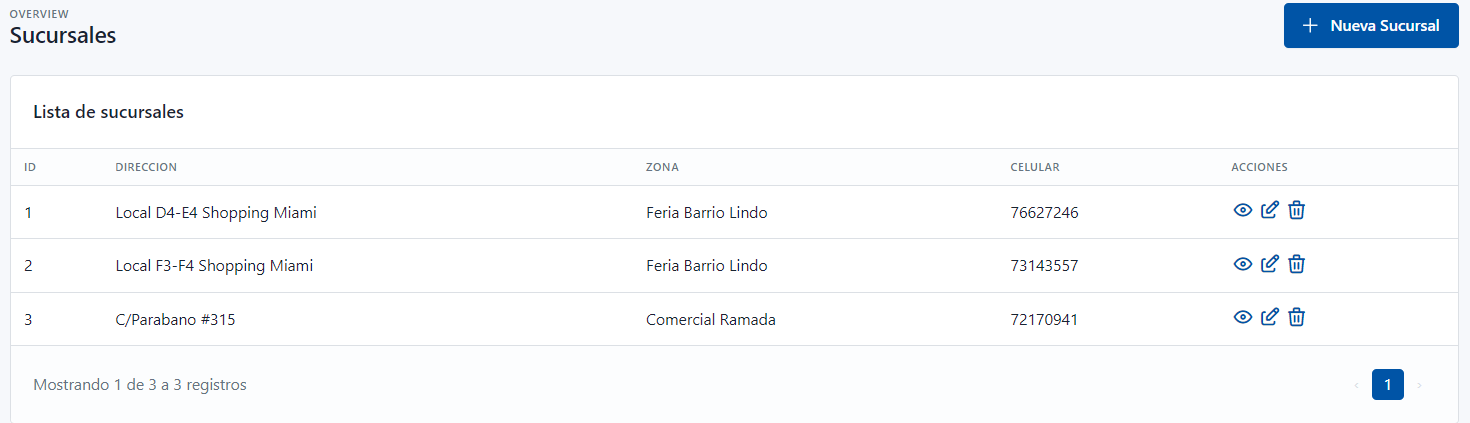 OVERVIEW
Sucursales
Nueva Sucursal
Lista de sucursales
ID DIRECCION ZONA CELULAR ACCIONES
1 Local D4-E4 Shopping Miami Feria Barrio Lindo 76627246
2 Local F3-F4 Shopping Miami Feria Barrio Lindo 73143557
3 C/Parabano #315 Comercial Ramada 72170941
Mostrando 1 de 3 a 3 registros
‹ 1 ›